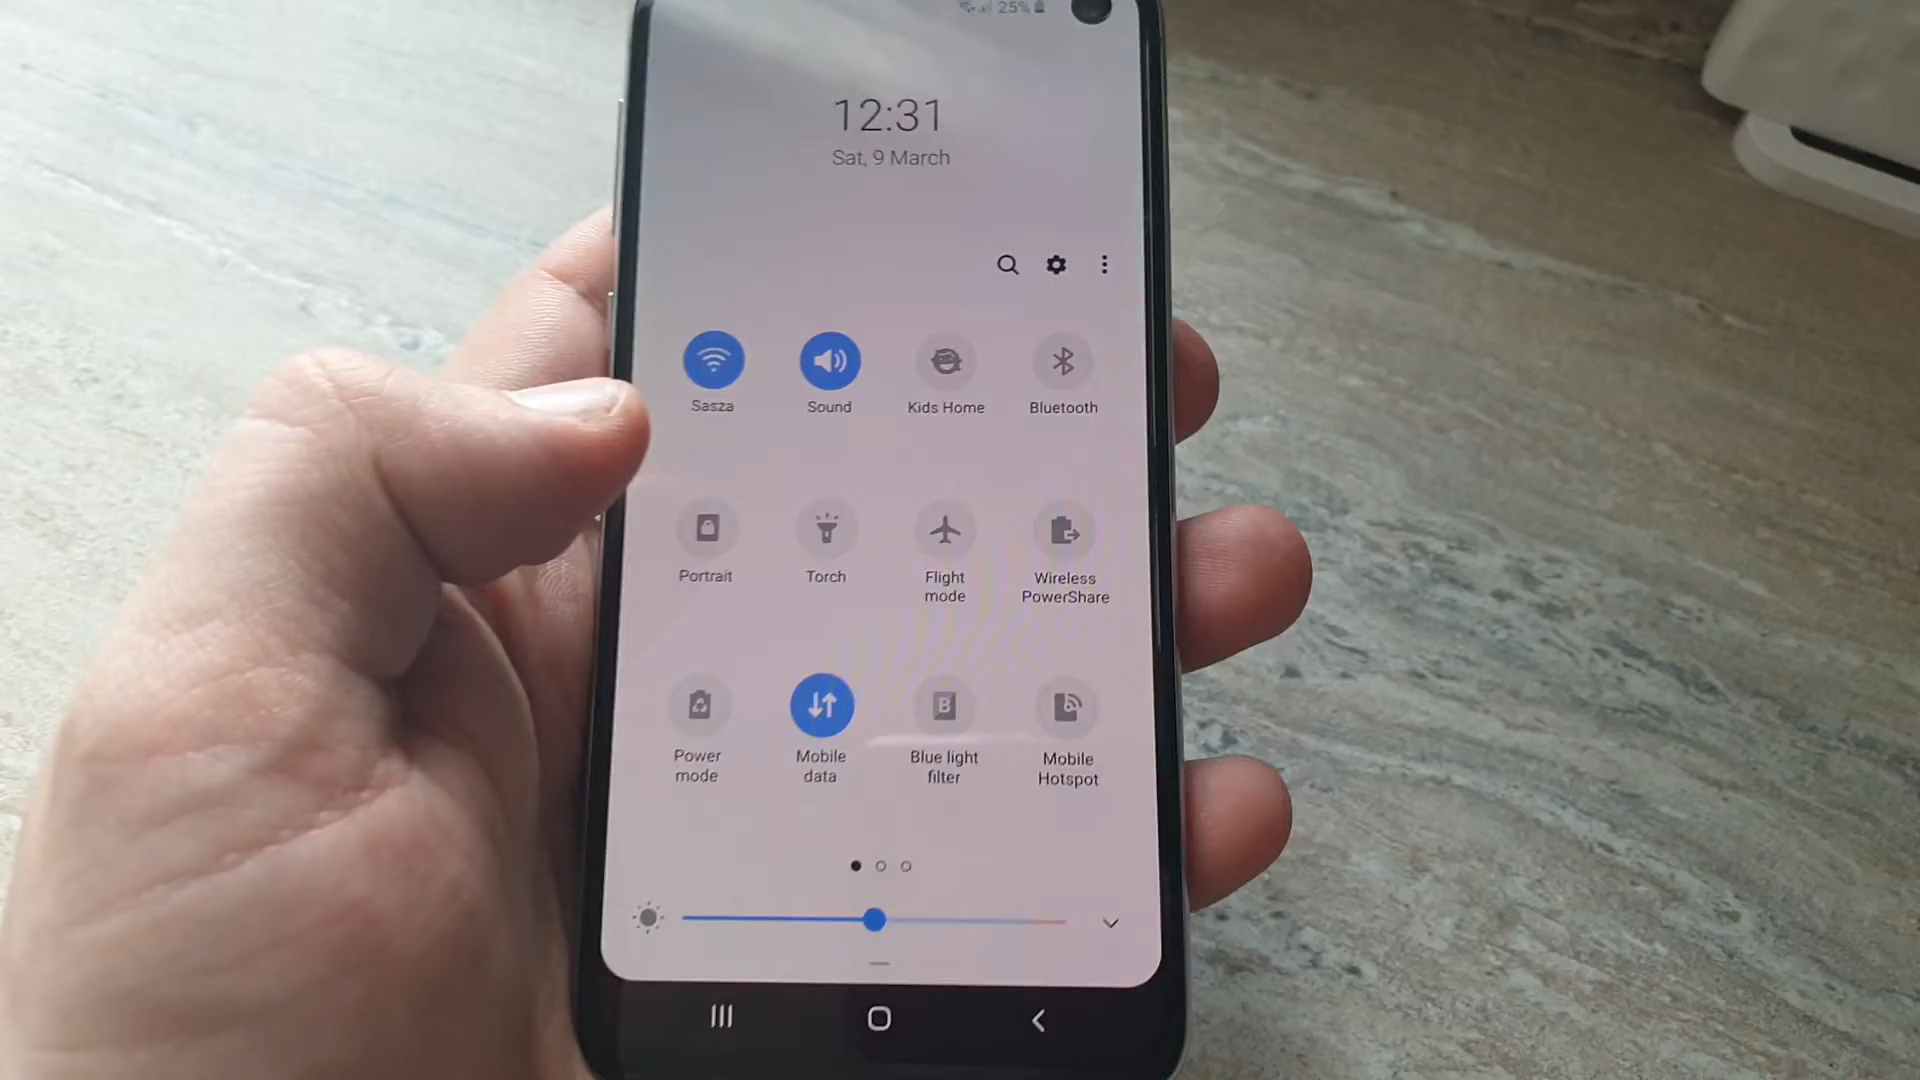 25%
12:31
Sat, 9 March
Sasza
Sound
Kids Home
Bluetooth
Portrait
Torch
Flight
mode
Wireless
PowerShare
Power
mode
Mobile
data
B
Blue light
filter
Mobile
Hotspot